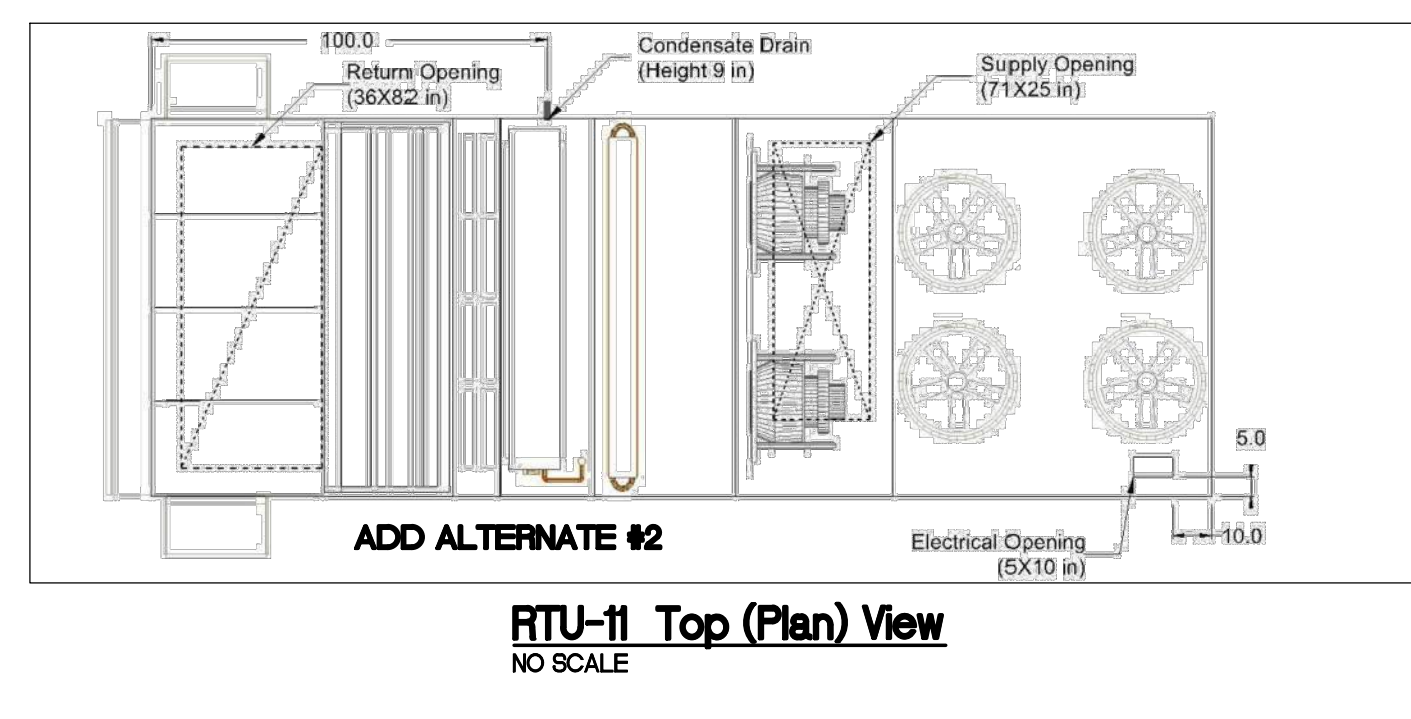 100.0
Condensate Drain
(Height 9 in)
Return Opening
(36X82 in)
Supply Opening
(71X25 in)
5.0
10.0
Electrical Opening
(5X10 in)
ADD ALTERNATE #2
RTU-11 Top (Plan) View
NO SCALE